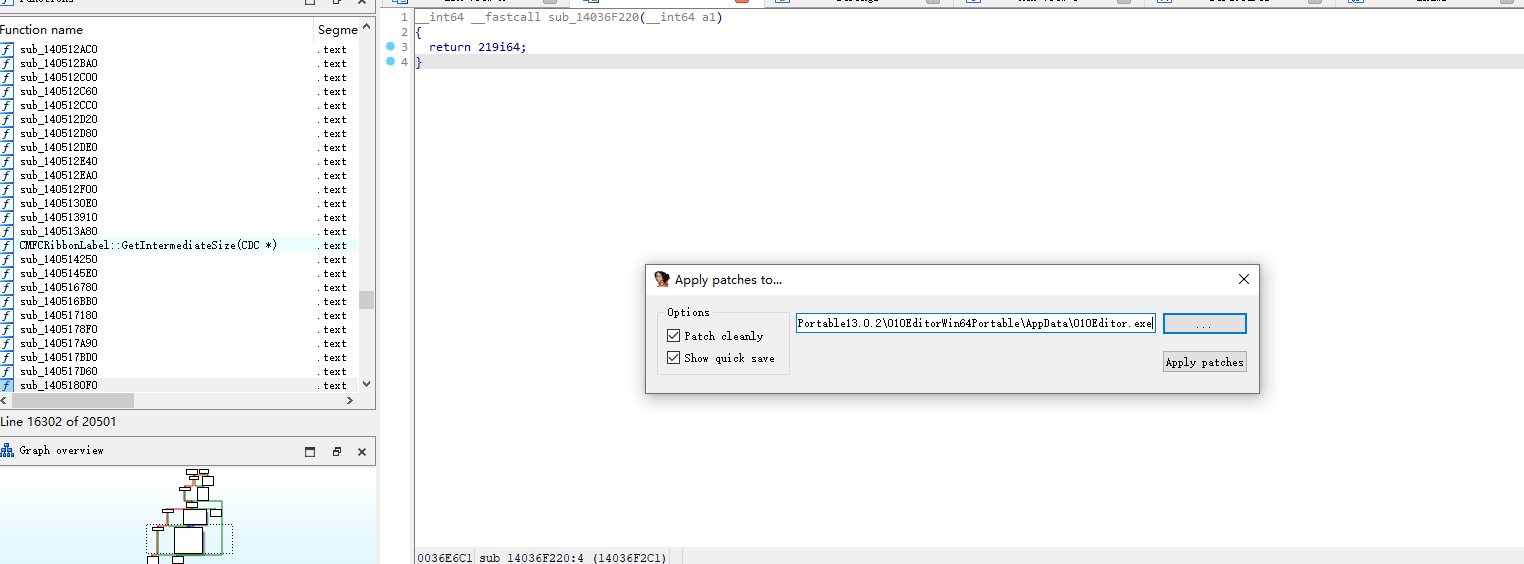 Function name
Segme
sub_140512AC0 .text
sub_140512BA0 .text
sub_140512C00 .text
sub_140512C60 .text
sub_140512CC0 .text
sub_140512D20 .text
sub_140512D80 .text
sub_140512DE0 .text
sub_140512E40 .text
sub_140512EA0 .text
sub_140512F00 .text
sub_1405130E0 .text
sub_140513910 .text
sub_140513A80 .text
CMFCRibbonLabel::GetIntermediateSize(CDC *) .text
sub_140514250 .text
sub_1405145E0 .text
sub_140516780 .text
sub_140516BB0 .text
sub_140517180 .text
sub_1405178F0 .text
sub_140517A90 .text
sub_140517BD0 .text
sub_140517D60 .text
sub_1405180F0 .text
Line 16302 of 20501
Graph overview
1 __int64 __fastcall sub_14036F220(__int64 a1)
2 {
3 return 219i64;
4 }
Apply patches to...
Options
Patch cleanly
Show quick save
Portable13.0.2\010EditorWin64Portable\AppData\010Editor.exe
...
Apply patches
0036E6C1 sub_14036F220:4 (14036F2C1)